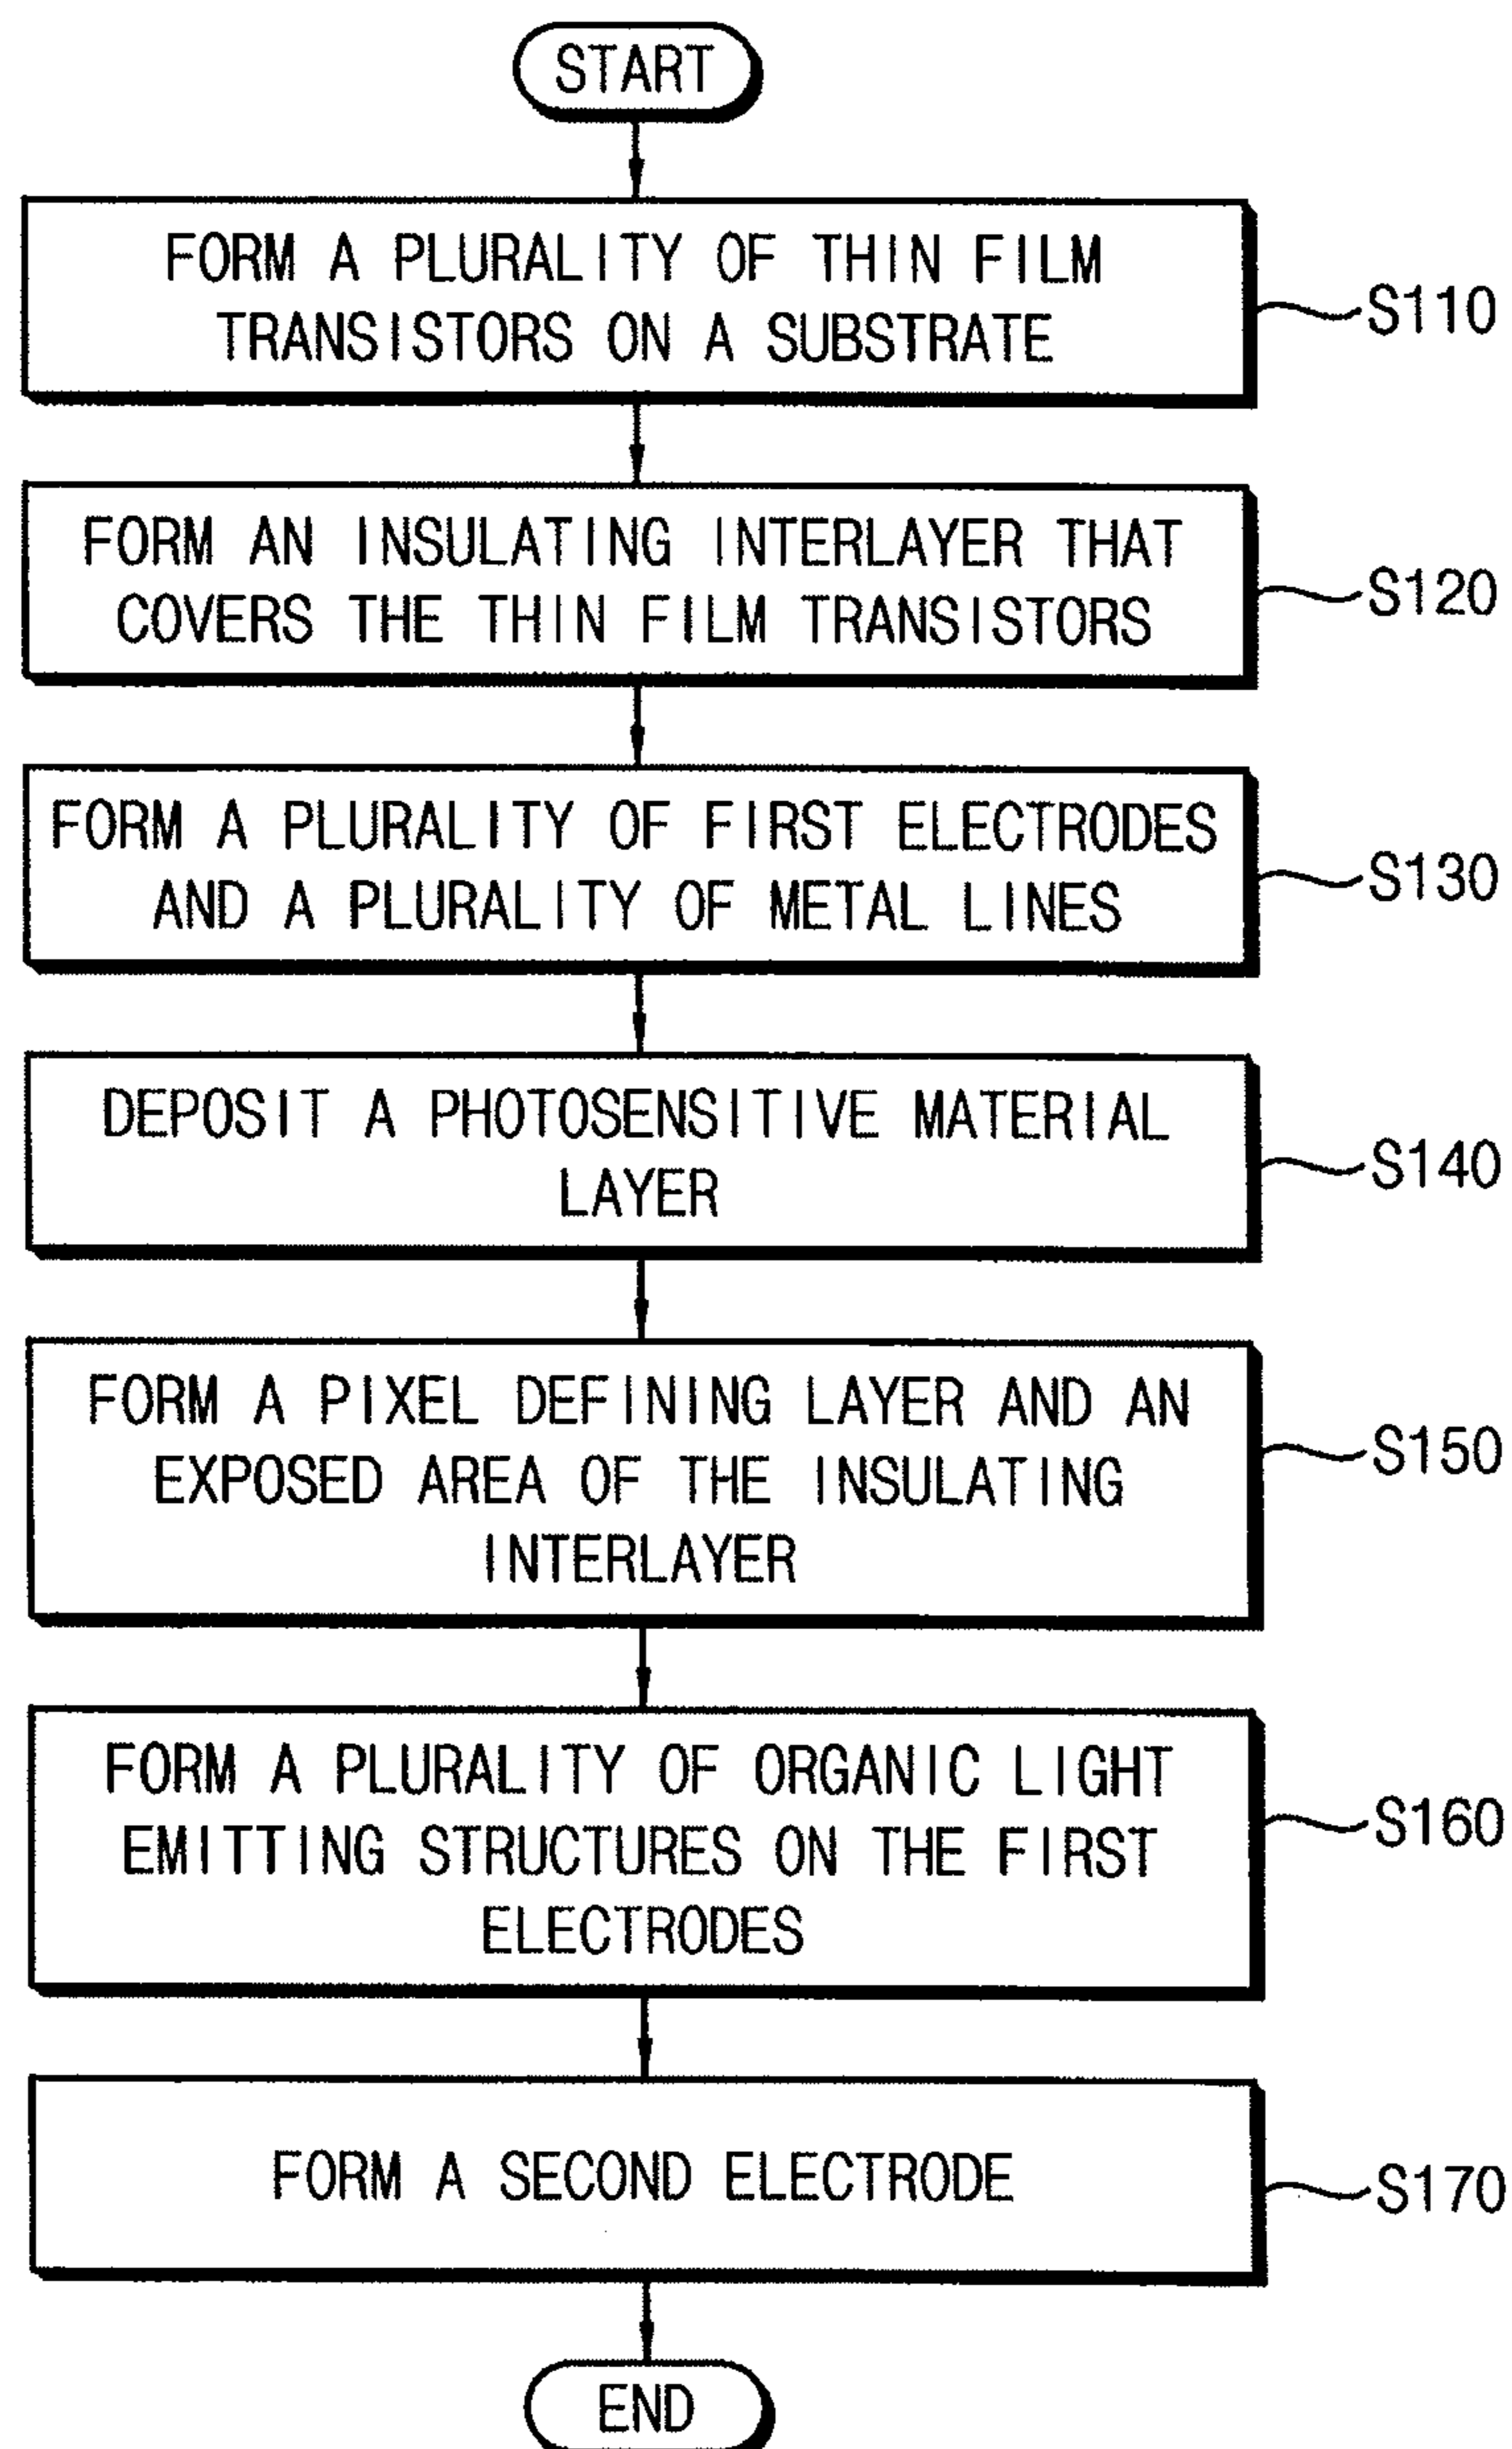 START
FORM A PLURALITY OF THIN FILM
TRANSISTORS ON A SUBSTRATE
S110
FORM AN INSULATING INTERLAYER THAT
COVERS THE THIN FILM TRANSISTORS
S120
FORM A PLURALITY OF FIRST ELECTRODES
AND A PLURALITY OF METAL LINES
S130
DEPOSIT A PHOTOSENSITIVE MATERIAL
LAYER
S140
FORM A PIXEL DEFINING LAYER AND AN
EXPOSED AREA OF THE INSULATING
INTERLAYER
S150
FORM A PLURALITY OF ORGANIC LIGHT
EMITTING STRUCTURES ON THE FIRST
ELECTRODES
S160
FORM A SECOND ELECTRODE
S170
END